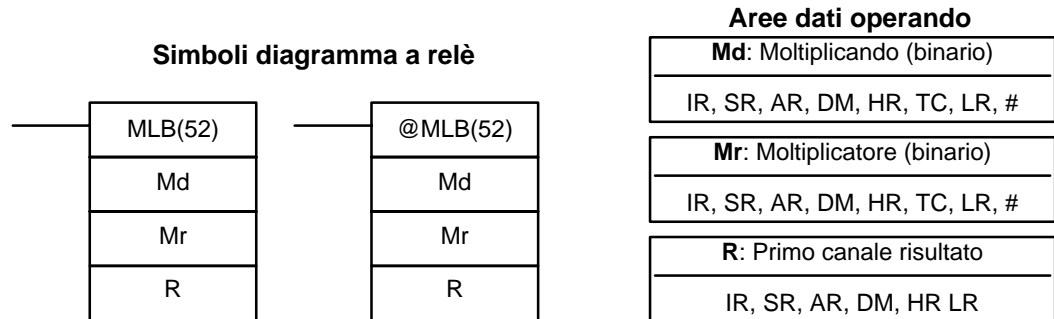 Simboli diagramma a relè
MLB(52)
Md
Mr
R
@MLB(52)
Md
Mr
R
Aree dati operando
Md: Moltiplicando (binario)
IR, SR, AR, DM, HR, TC, LR, #
Mr: Moltiplicatore (binario)
IR, SR, AR, DM, HR, TC, LR, #
R: Primo canale risultato
IR, SR, AR, DM, HR LR